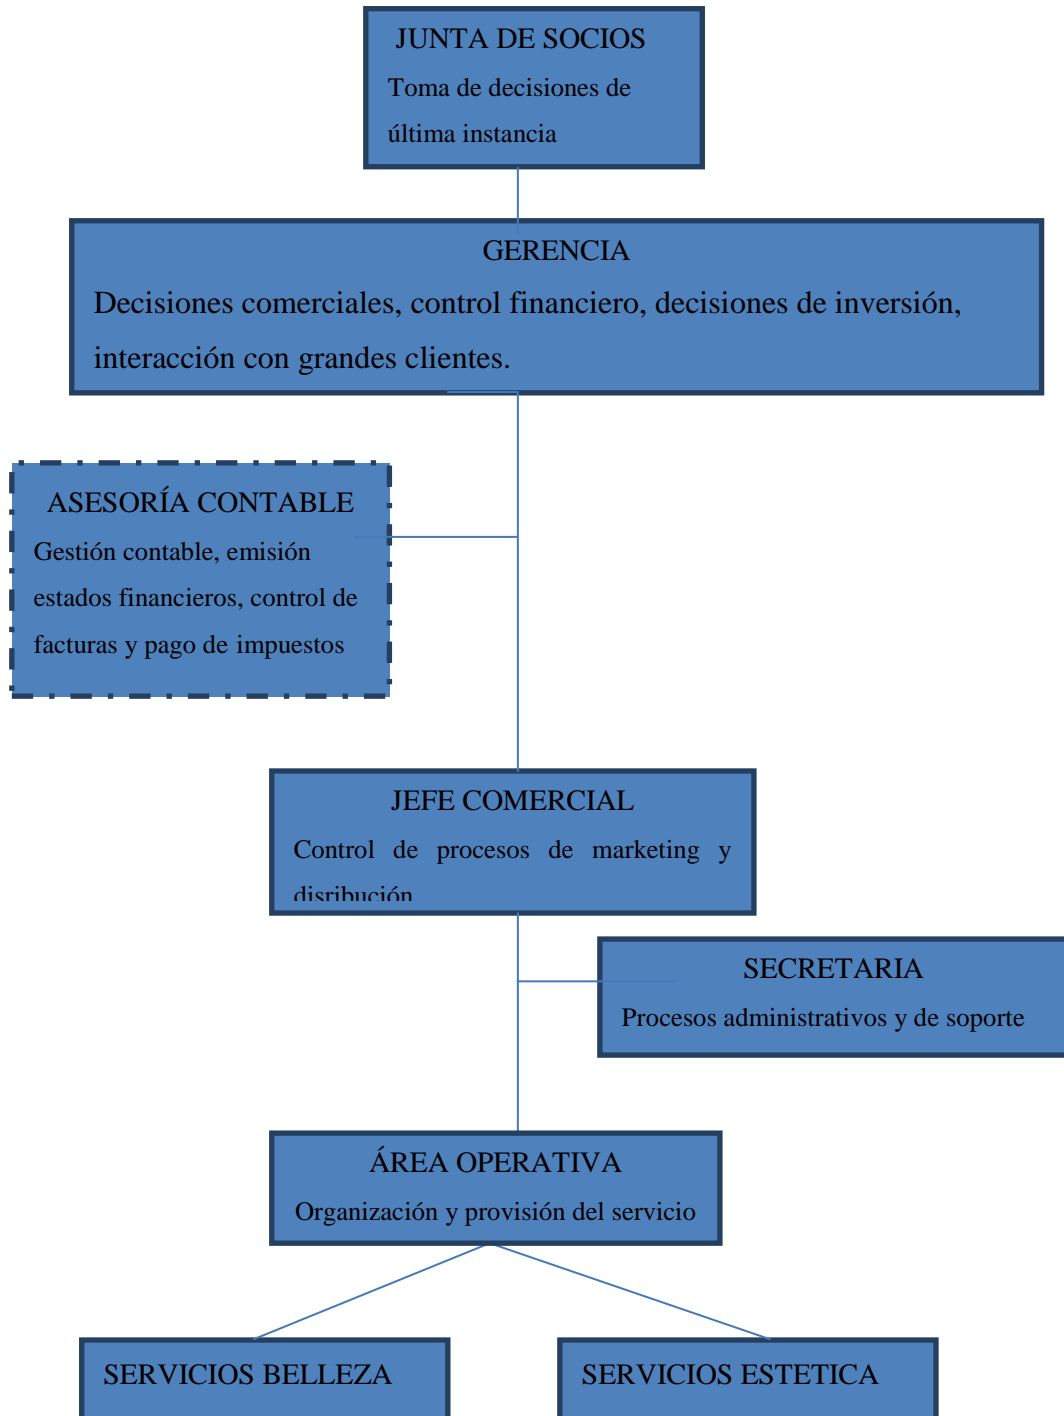 JUNTA DE SOCIOS
Toma de decisiones de
última instancia
GERENCIA
Decisiones comerciales, control financiero, decisiones de inversión,
interacción con grandes clientes.
ASESORÍA CONTABLE
Gestión contable, emisión
estados financieros, control de
facturas y pago de impuestos
JEFE COMERCIAL
Control de procesos de marketing y
disribución
SECRETARIA
Procesos administrativos y de soporte
ÁREA OPERATIVA
Organización y provisión del servicio
SERVICIOS BELLEZA
SERVICIOS ESTETICA